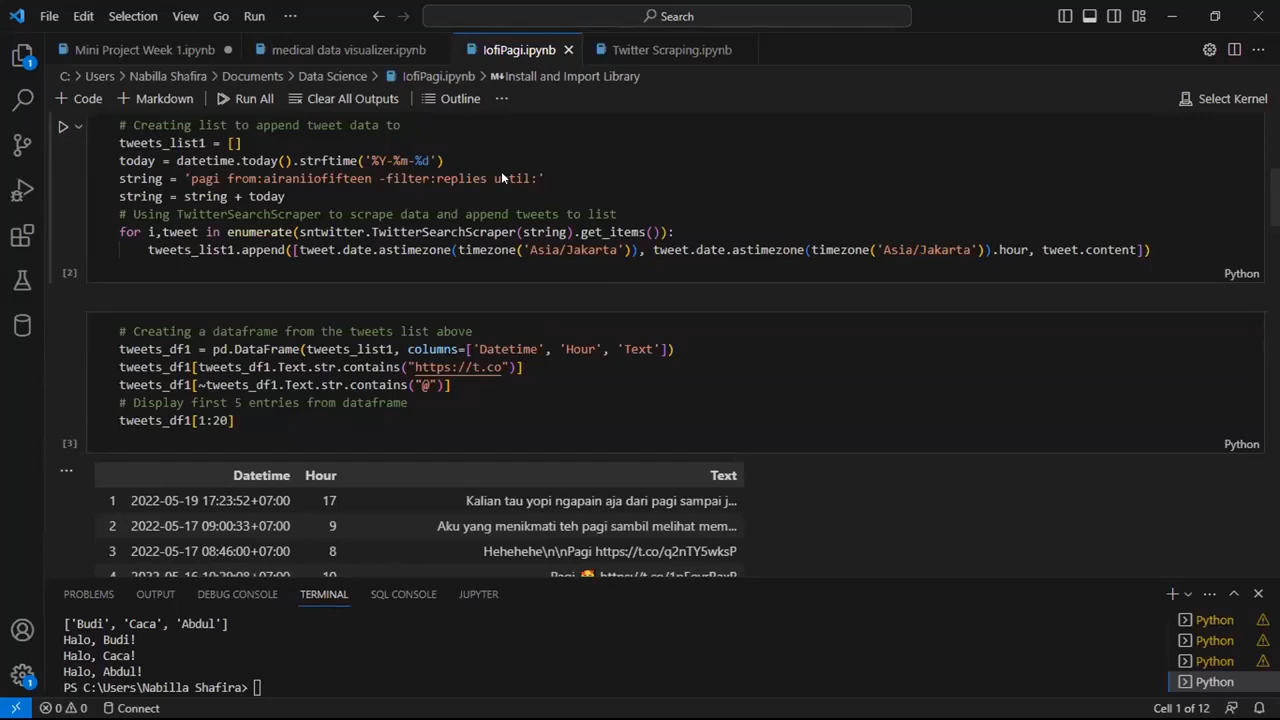 File Edit Selection View Go Run ··· Search
Mini Project Week 1.ipynb medical data visualizer.ipynb IofiPagi.ipynb Twitter Scraping.ipynb
C: > Users > Nabilla Shafira > Documents > Data Science > IofiPagi.ipynb > M↓Install and Import Library
+ Code + Markdown Run All Clear All Outputs Outline ··· Select Kernel
# Creating list to append tweet data to
tweets_list1 = []
today = datetime.today().strftime('%Y-%m-%d')
string = 'pagi from:airaniiofifteen -filter:replies until:'
string = string + today
# Using TwitterSearchScraper to scrape data and append tweets to list
for i,tweet in enumerate(sntwitter.TwitterSearchScraper(string).get_items()):
tweets_list1.append([tweet.date.astimezone(timezone('Asia/Jakarta')), tweet.date.astimezone(timezone('Asia/Jakarta')).hour, tweet.content])
[2] Python
# Creating a dataframe from the tweets list above
tweets_df1 = pd.DataFrame(tweets_list1, columns=['Datetime', 'Hour', 'Text'])
tweets_df1[tweets_df1.Text.str.contains("https://t.co")]
tweets_df1[~tweets_df1.Text.str.contains("@")]
# Display first 5 entries from dataframe
tweets_df1[1:20]
[3] Python
Datetime Hour Text
1 2022-05-19 17:23:52+07:00 17 Kalian tau yopi ngapain aja dari pagi sampai j...
2 2022-05-17 09:00:33+07:00 9 Aku yang menikmati teh pagi sambil melihat mem...
3 2022-05-17 08:46:00+07:00 8 Hehehehe\n\nPagi https://t.co/q2nTY5wksP
PROBLEMS OUTPUT DEBUG CONSOLE TERMINAL SQL CONSOLE JUPYTER
['Budi', 'Caca', 'Abdul']
Halo, Budi!
Halo, Caca!
Halo, Abdul!
PS C:\Users\Nabilla Shafira>
Python
Python
Python
Python
0 0 Connect Cell 1 of 12